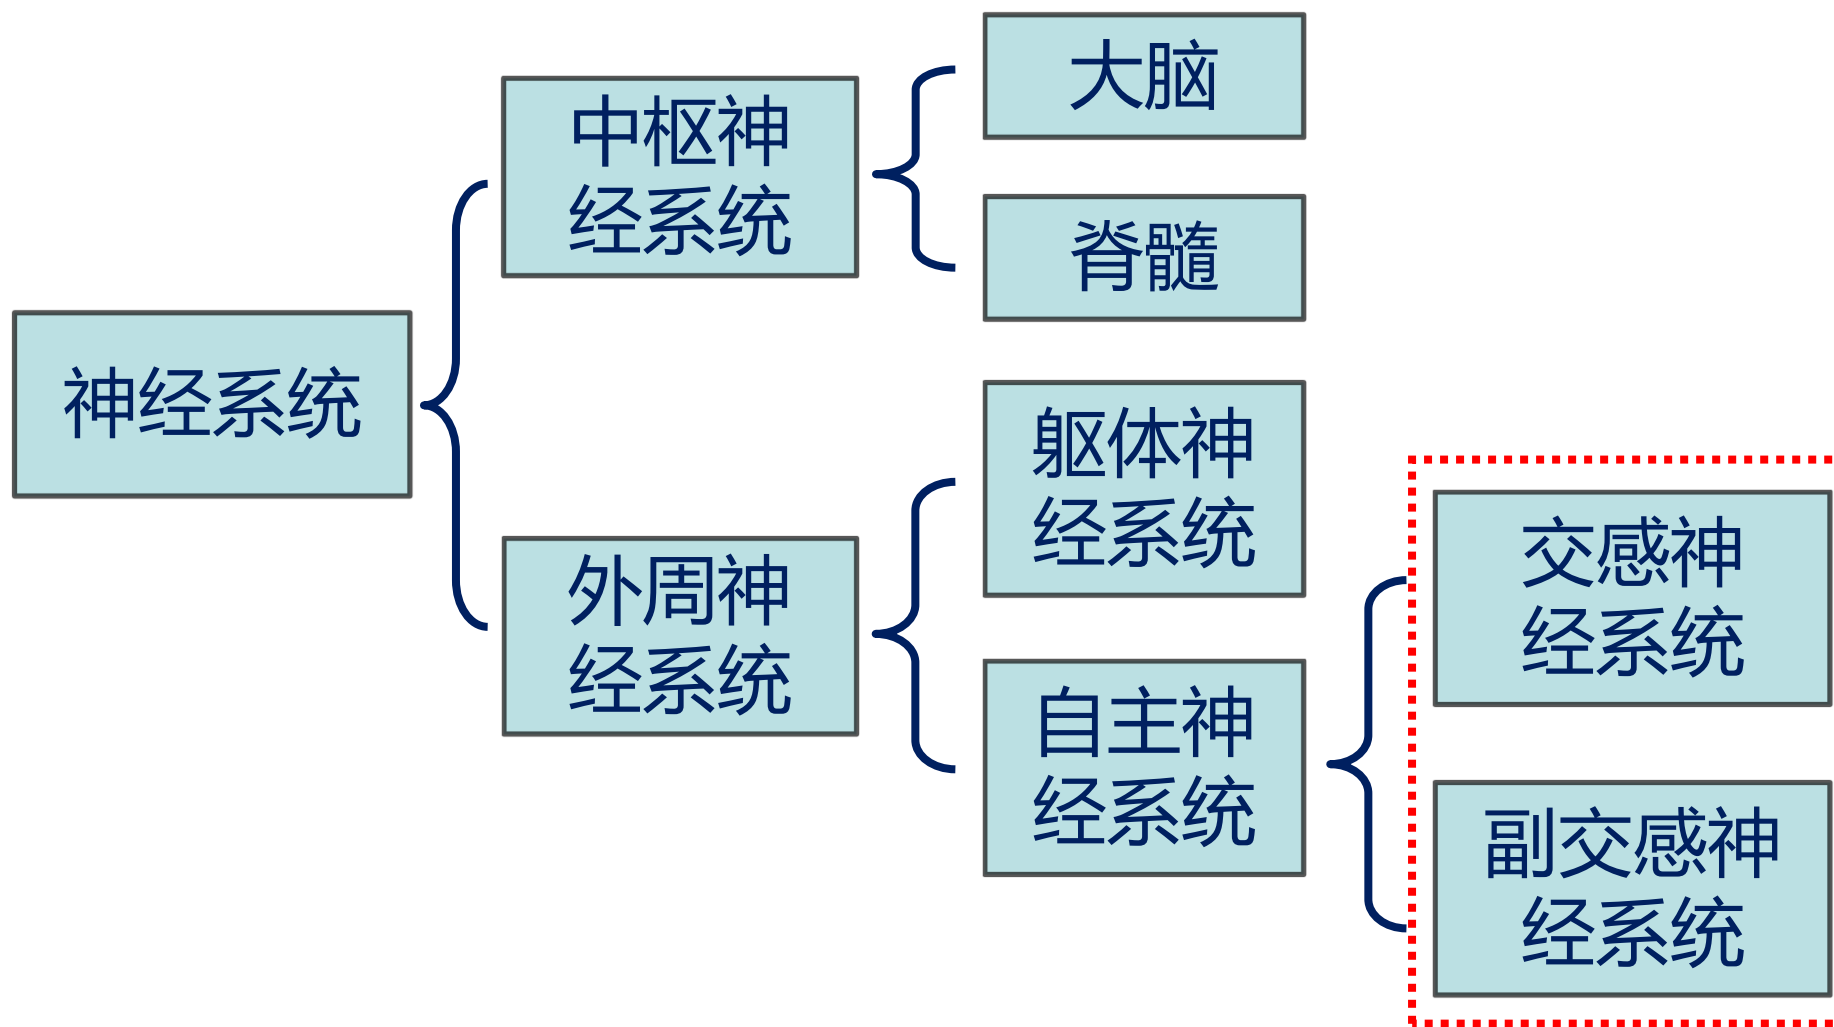 神经系统
中枢神
经系统
大脑
脊髓
外周神
经系统
躯体神
经系统
自主神
经系统
交感神
经系统
副交感神
经系统